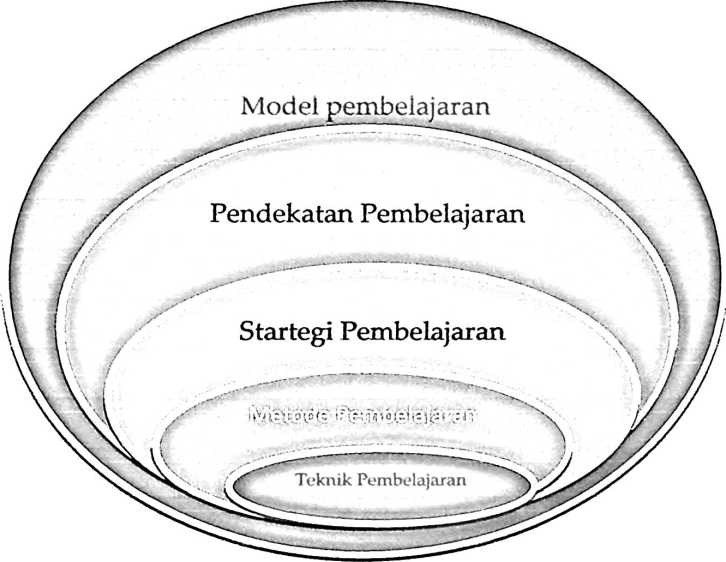 Model pembelajaran
Pendekatan Pembelajaran
Startegi Pembelajaran
Metode Pembelajaran
Teknik Pembelajaran